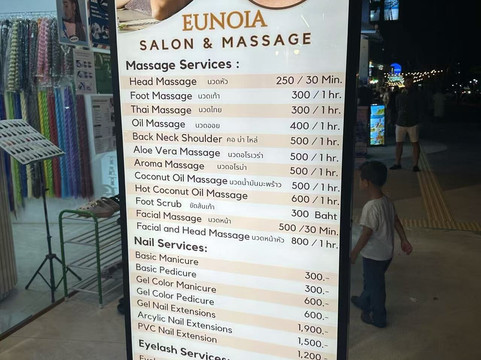 EUNOIA
SALON & MASSAGE
Massage Services :
Head Massage นวดหัว 250 / 30 Min.
Foot Massage นวดเท้า 300 / 1 hr.
Thai Massage นวดไทย 300 / 1 hr.
Oil Massage นวดออย 400 / 1 hr.
Back Neck Shoulder คอ บ่า ไหล่ 500 / 1 hr.
Aloe Vera Massage นวดอโรเวร่า 500 / 1 hr.
Aroma Massage นวดอโรม่า 500 / 1 hr.
Coconut Oil Massage นวดน้ำมันมะพร้าว 500 / 1 hr.
Hot Coconut Oil Massage 600 / 1 hr.
Foot Scrub ขัดส้นเท้า 300 Baht
Facial Massage นวดหน้า 500 /30 Min.
Facial and Head Massage นวดหน้าหัว 800 / 1 hr.
Nail Services:
Basic Manicure 300.-
Basic Pedicure 300.-
Gel Color Manicure 600.-
Gel Color Pedicure 600.-
Gel Nail Extensions 1,900.-
Arcylic Nail Extensions 1,500.-
PVC Nail Extension 1,200.-
Eyelash Services: